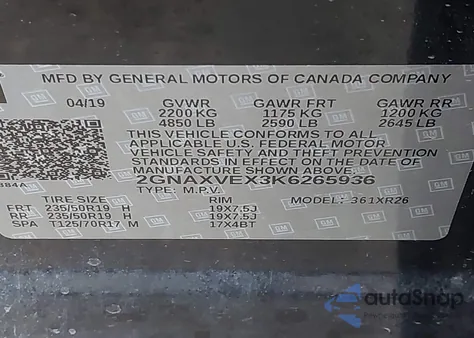 MFD BY GENERAL MOTORS OF CANADA COMPANY
04/19 GVWR GAWR FRT GAWR RR
2200 KG 1175 KG 1200 KG
4850 LB 2590 LB 2645 LB
THIS VEHICLE CONFORMS TO ALL
APPLICABLE U.S. FEDERAL MOTOR
VEHICLE SAFETY AND THEFT PREVENTION
STANDARDS IN EFFECT ON THE DATE OF
MANUFACTURE SHOWN ABOVE.
384A 2GNAXVEX3K6265936
TYPE: M.P.V. MODEL: 361XR26
TIRE SIZE RIM
FRT 235/50R19 H 19X7.5J
RR 235/50R19 H 19X7.5J
SPA T125/70R17 M 17X4BT
autoSnap